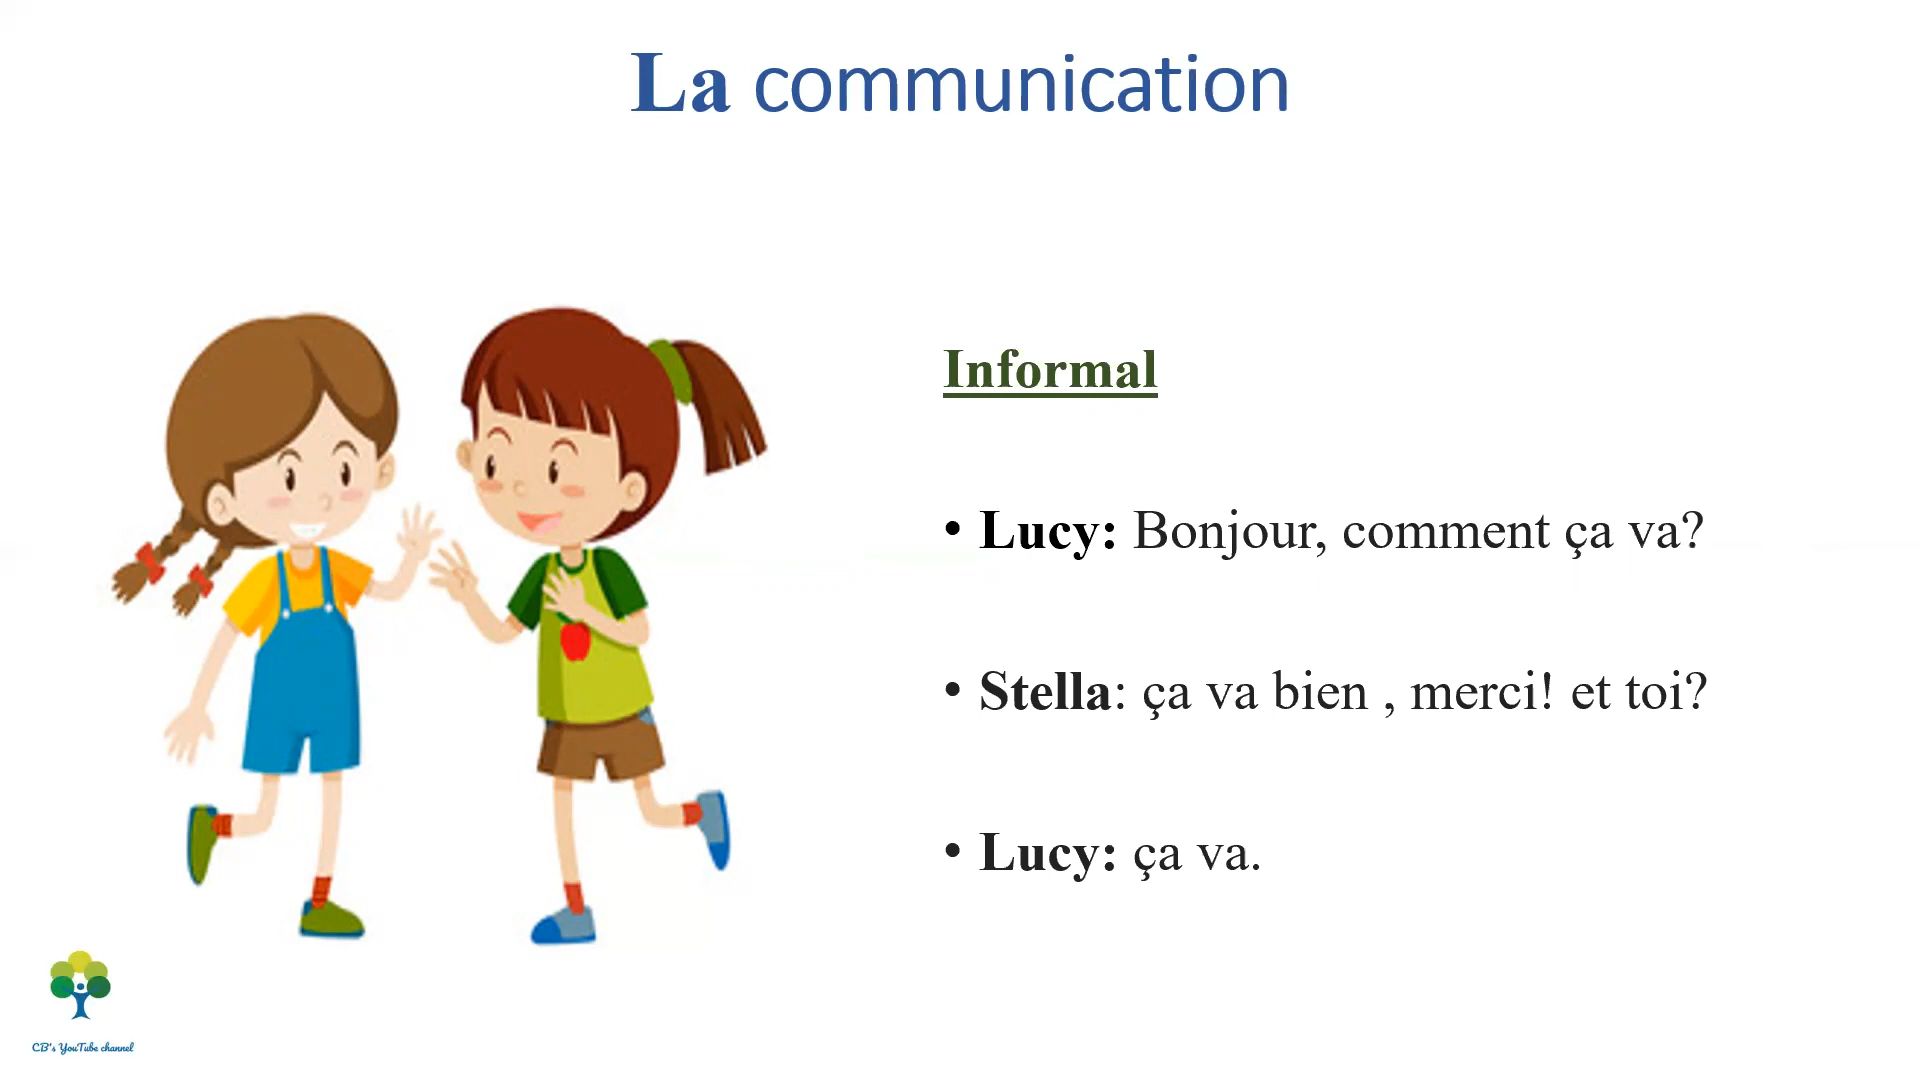 La communication
Informal
• Lucy: Bonjour, comment ça va?
• Stella: ça va bien , merci! et toi?
• Lucy: ça va.
CB's YouTube channel